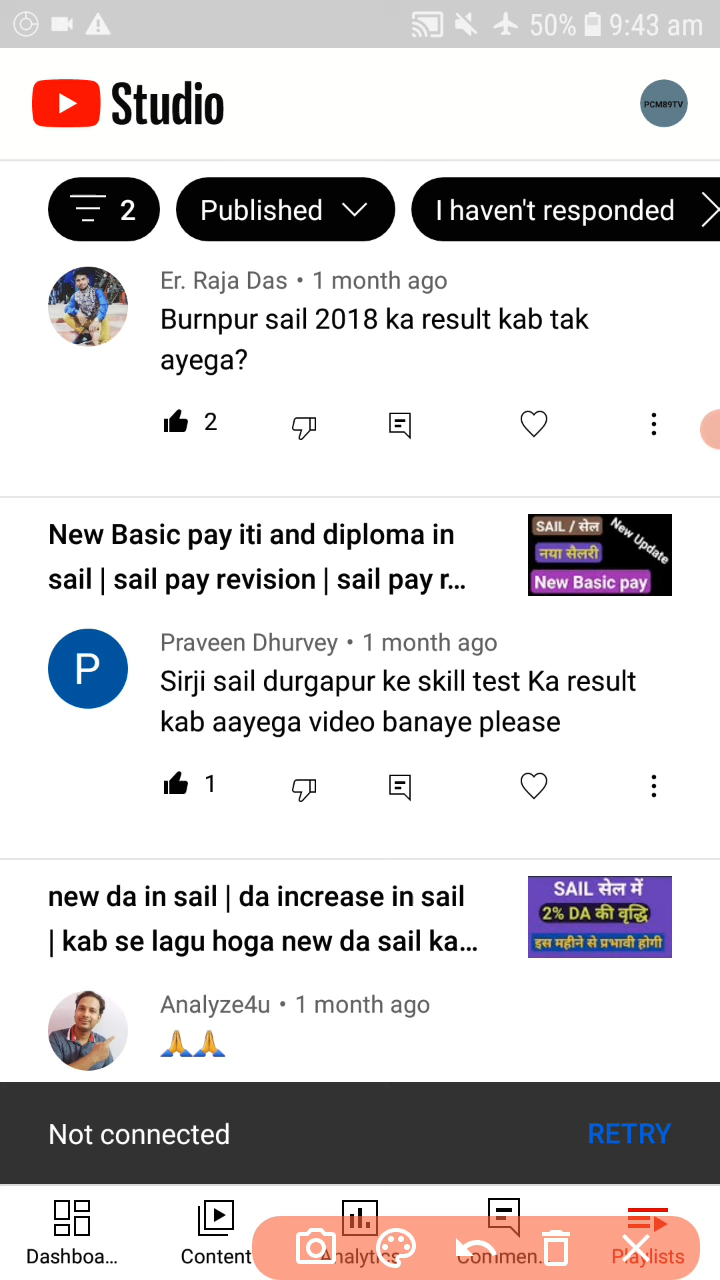 50% 9:43 am
Studio
PCM89TV
2 Published I haven't responded
Er. Raja Das • 1 month ago
Burnpur sail 2018 ka result kab tak
ayega?
2
New Basic pay iti and diploma in
sail | sail pay revision | sail pay r...
SAIL / सेल
New Update
नया सैलरी
New Basic pay
P
Praveen Dhurvey • 1 month ago
Sirji sail durgapur ke skill test Ka result
kab aayega video banaye please
1
new da in sail | da increase in sail
| kab se lagu hoga new da sail ka...
SAIL सेल में
2% DA की वृद्धि
इस महीने से प्रभावी होगी
Analyze4u • 1 month ago
🙏🙏
Not connected RETRY
Dashboa... Content Analytics Commen... Playlists